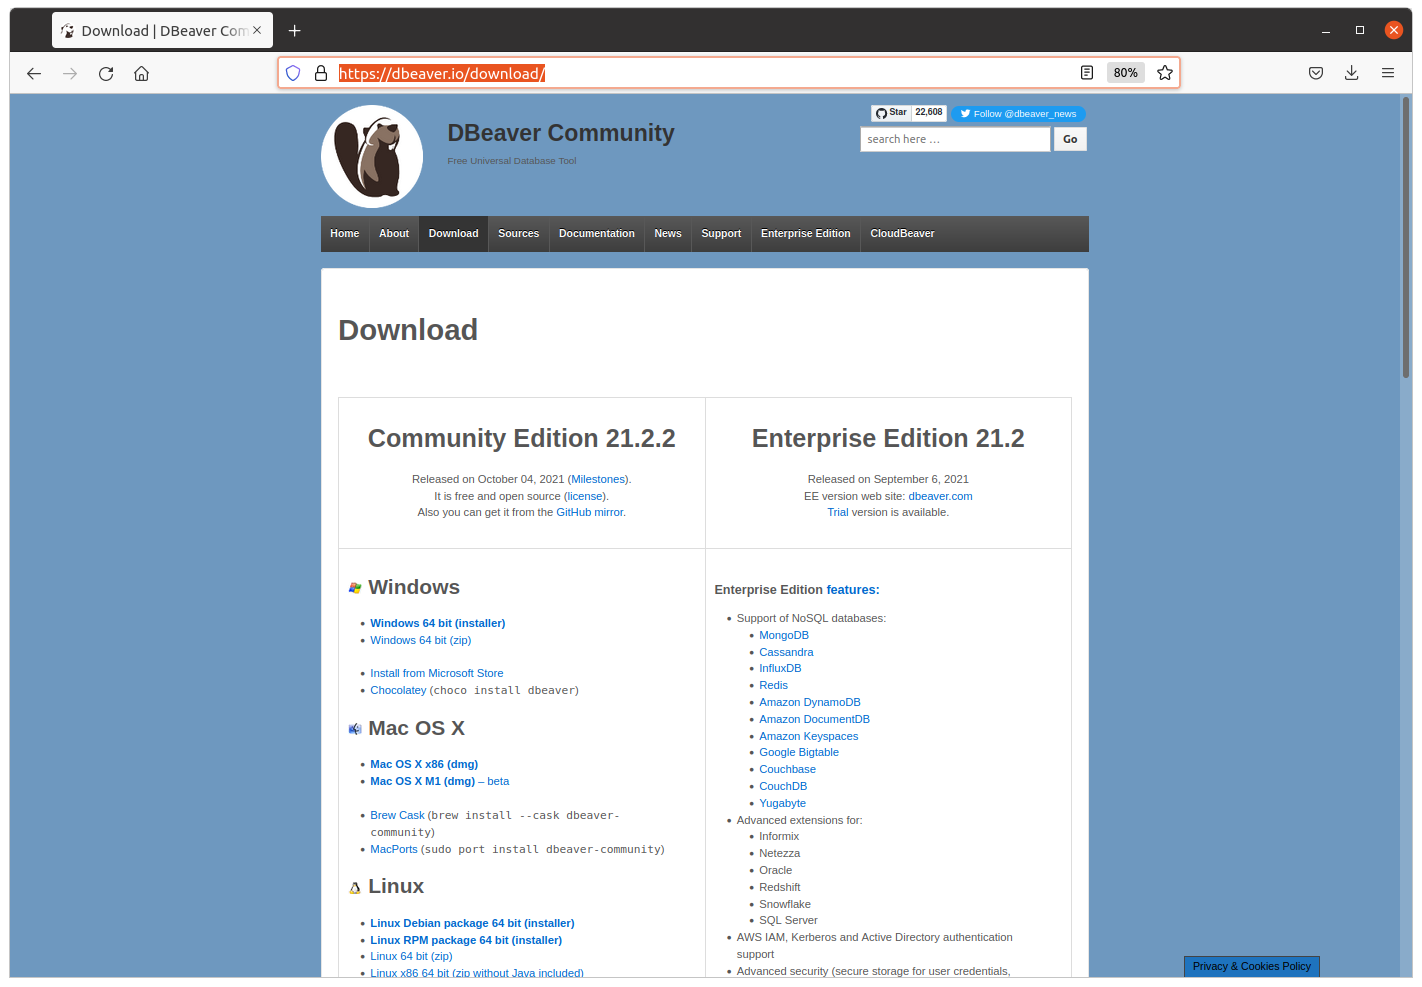 Download | DBeaver Com
https://dbeaver.io/download/
80%
DBeaver Community
Free Universal Database Tool
Star 22,608
Follow @dbeaver_news
search here ...
Go
Home About Download Sources Documentation News Support Enterprise Edition CloudBeaver
Download
Community Edition 21.2.2
Released on October 04, 2021 (Milestones).
It is free and open source (license).
Also you can get it from the GitHub mirror.
Enterprise Edition 21.2
Released on September 6, 2021
EE version web site: dbeaver.com
Trial version is available.
Windows
Windows 64 bit (installer)
Windows 64 bit (zip)
Install from Microsoft Store
Chocolatey (choco install dbeaver)
Mac OS X
Mac OS X x86 (dmg)
Mac OS X M1 (dmg) – beta
Brew Cask (brew install --cask dbeaver-
community)
MacPorts (sudo port install dbeaver-community)
Linux
Linux Debian package 64 bit (installer)
Linux RPM package 64 bit (installer)
Linux 64 bit (zip)
Linux x86 64 bit (zip without Java included)
Enterprise Edition features:
Support of NoSQL databases:
MongoDB
Cassandra
InfluxDB
Redis
Amazon DynamoDB
Amazon DocumentDB
Amazon Keyspaces
Google Bigtable
Couchbase
CouchDB
Yugabyte
Advanced extensions for:
Informix
Netezza
Oracle
Redshift
Snowflake
SQL Server
AWS IAM, Kerberos and Active Directory authentication
support
Advanced security (secure storage for user credentials,
Privacy & Cookies Policy